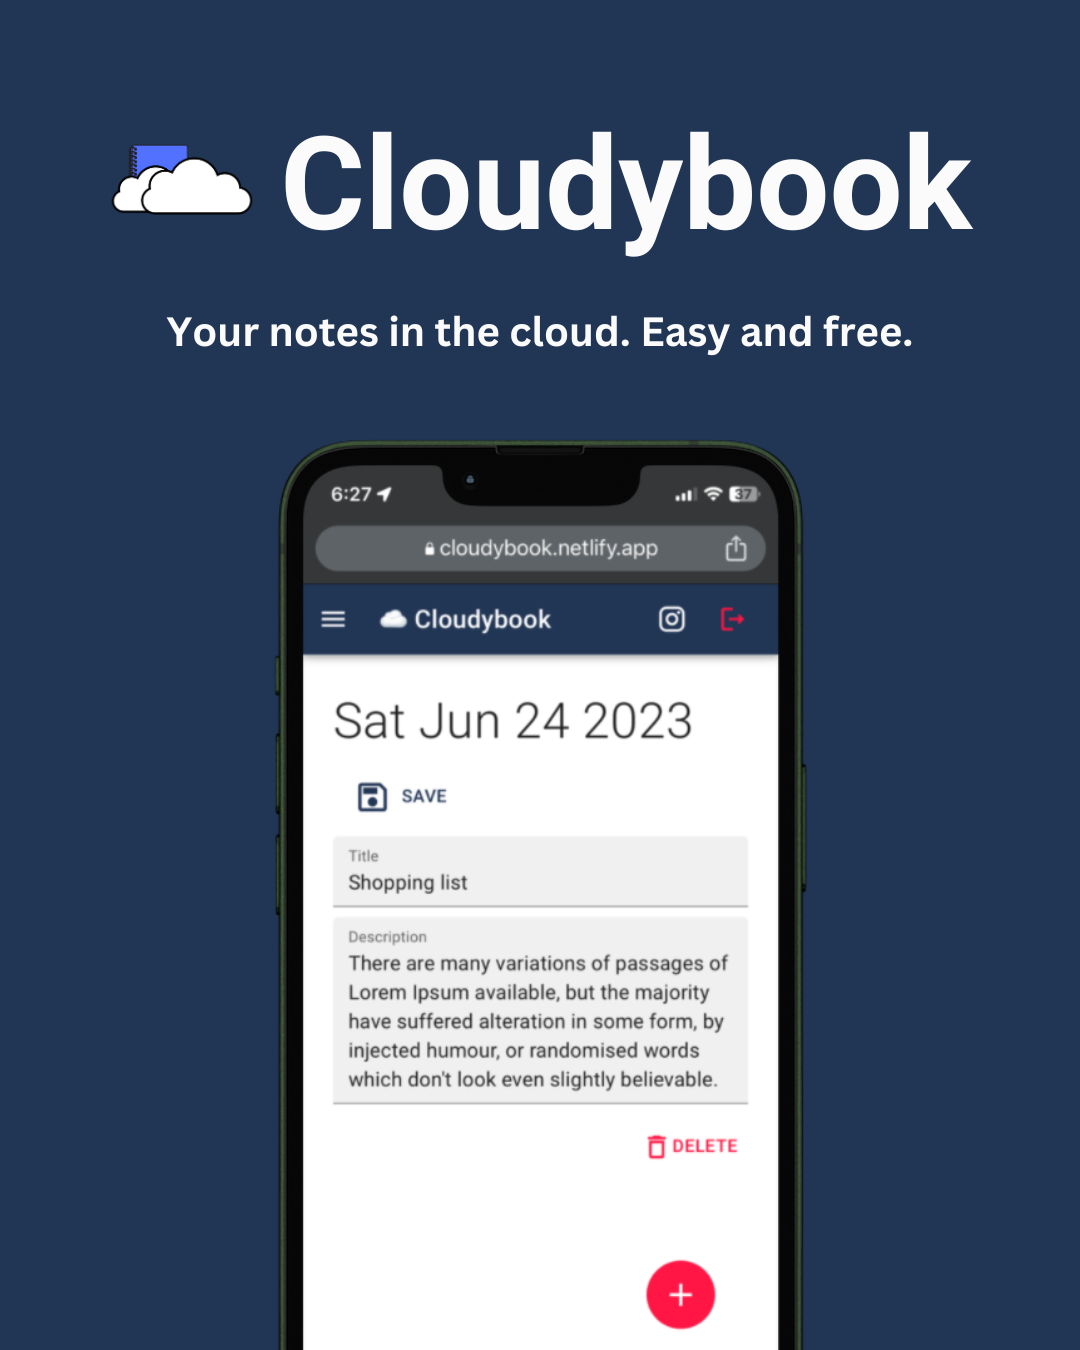 Cloudybook
Your notes in the cloud. Easy and free.
6:27
37
cloudybook.netlify.app
Cloudybook
Sat Jun 24 2023
SAVE
Title
Shopping list
Description
There are many variations of passages of
Lorem Ipsum available, but the majority
have suffered alteration in some form, by
injected humour, or randomised words
which don't look even slightly believable.
DELETE
+